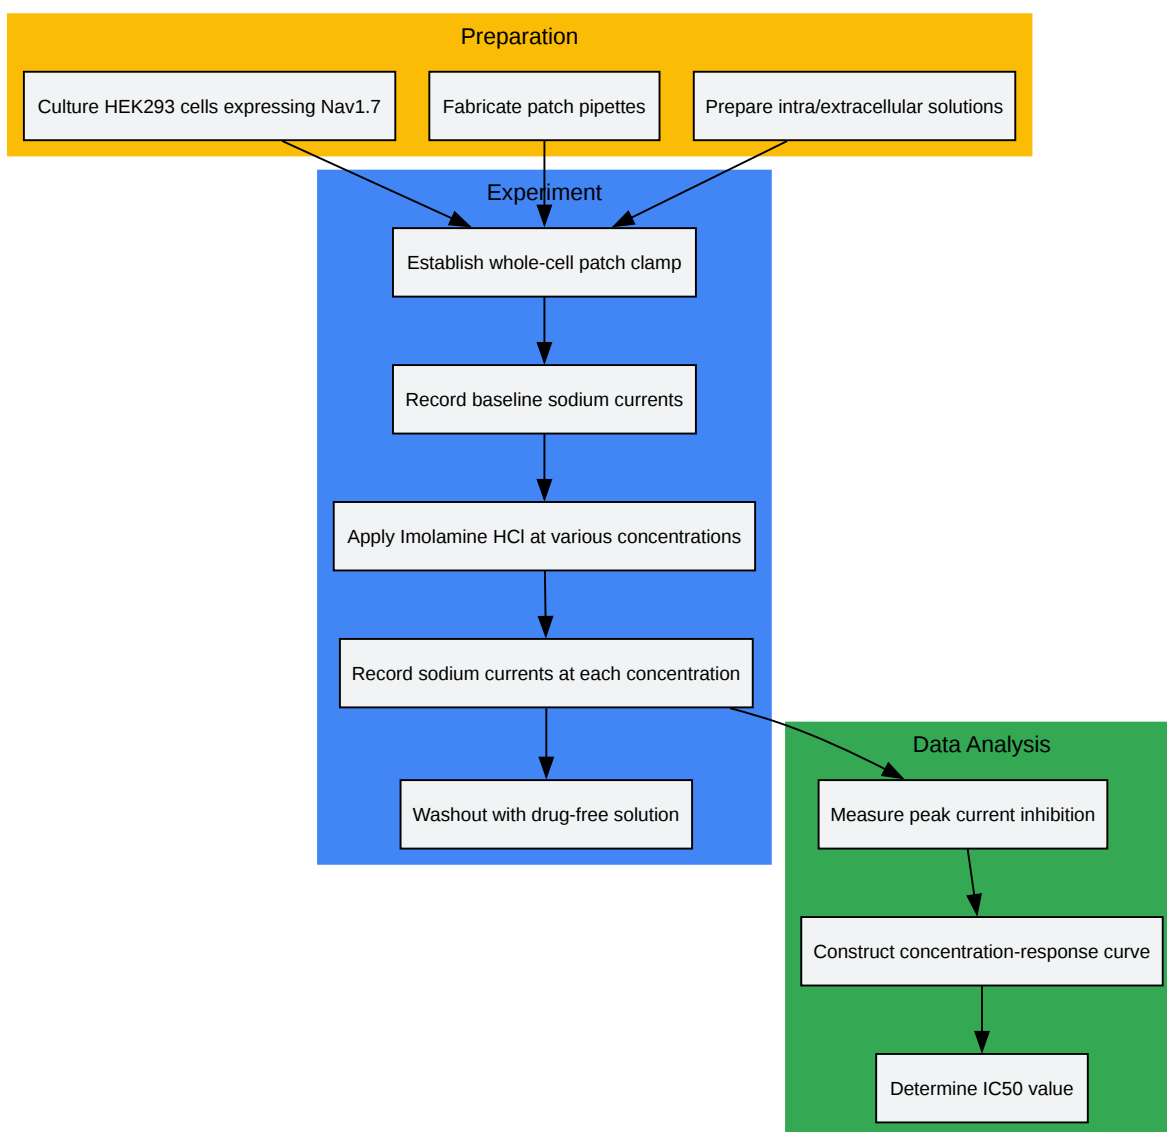 Preparation
Culture HEK293 cells expressing Nav1.7
Fabricate patch pipettes
Prepare intra/extracellular solutions
Experiment
Establish whole-cell patch clamp
Record baseline sodium currents
Apply Imolamine HCl at various concentrations
Record sodium currents at each concentration
Washout with drug-free solution
Data Analysis
Measure peak current inhibition
Construct concentration-response curve
Determine IC50 value